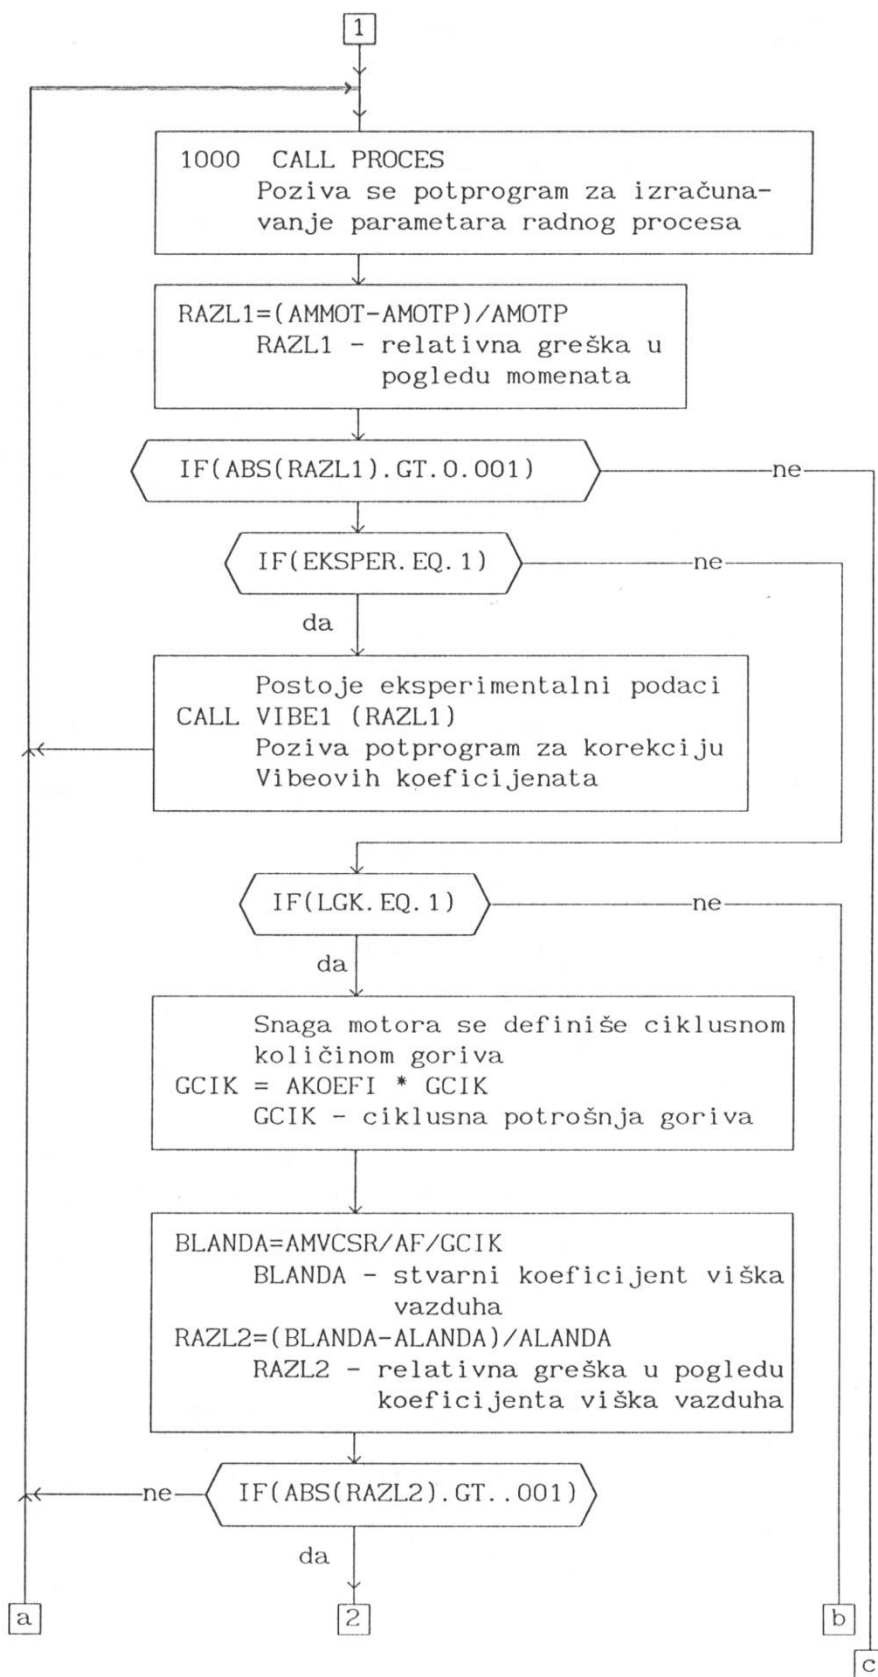 1
1000 CALL PROCES
Poziva se potprogram za izračuna-
vanje parametara radnog procesa
RAZL1=(AMMOT-AMOTP)/AMOTP
RAZL1 - relativna greška u
pogledu momenata
IF(ABS(RAZL1).GT.0.001)
ne
IF(EKSPER.EQ.1)
ne
da
Postoje eksperimentalni podaci
CALL VIBE1 (RAZL1)
Poziva potprogram za korekciju
Vibeovih koeficijenata
IF(LGK.EQ.1)
ne
da
Snaga motora se definiše ciklusnom
količinom goriva
GCIK = AKOEFI * GCIK
GCIK - ciklusna potrošnja goriva
BLANDA=AMVCSR/AF/GCIK
BLANDA - stvarni koeficijent viška
vazduha
RAZL2=(BLANDA-ALANDA)/ALANDA
RAZL2 - relativna greška u pogledu
koeficijenta viška vazduha
ne
IF(ABS(RAZL2).GT..001)
da
a
2
b
c